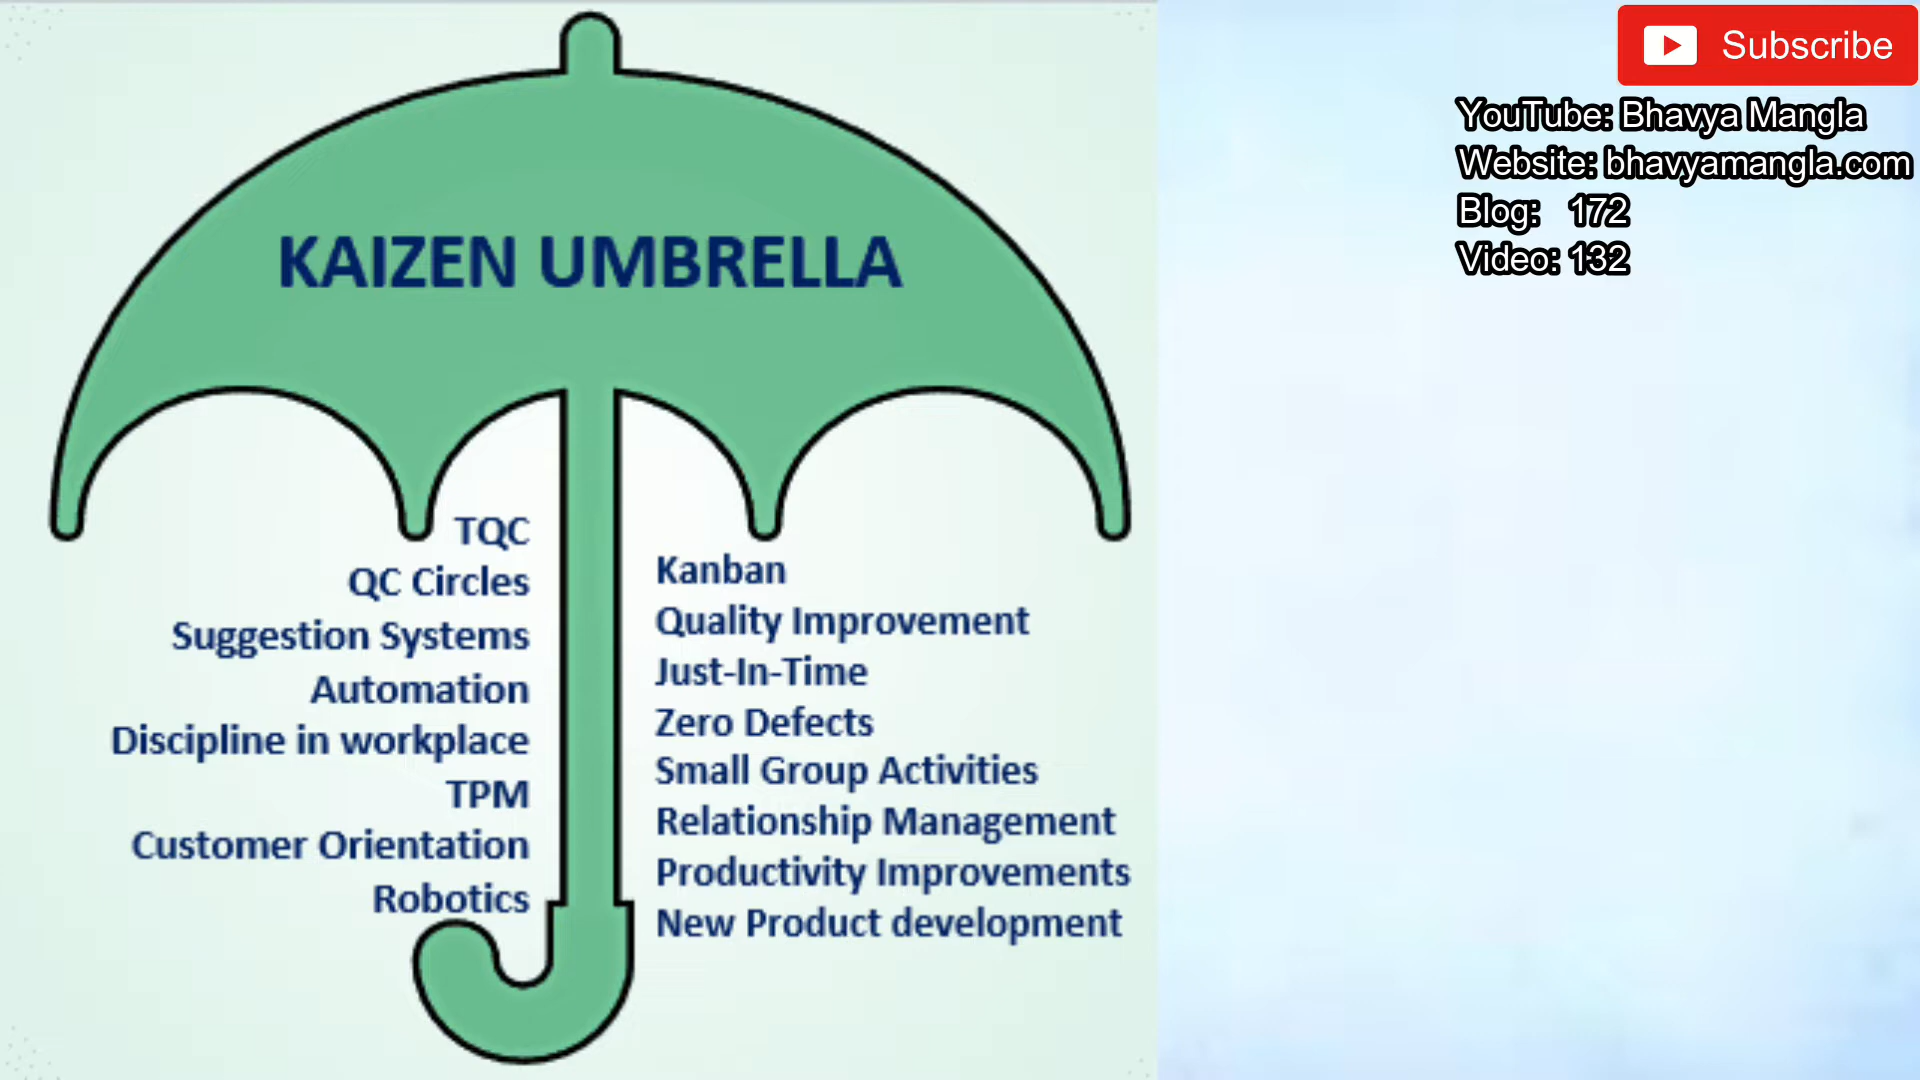 KAIZEN UMBRELLA
TQC
QC Circles
Suggestion Systems
Automation
Discipline in workplace
TPM
Customer Orientation
Robotics
Kanban
Quality Improvement
Just-In-Time
Zero Defects
Small Group Activities
Relationship Management
Productivity Improvements
New Product development
Subscribe
YouTube: Bhavya Mangla
Website: bhavyamangla.com
Blog: 172
Video: 132